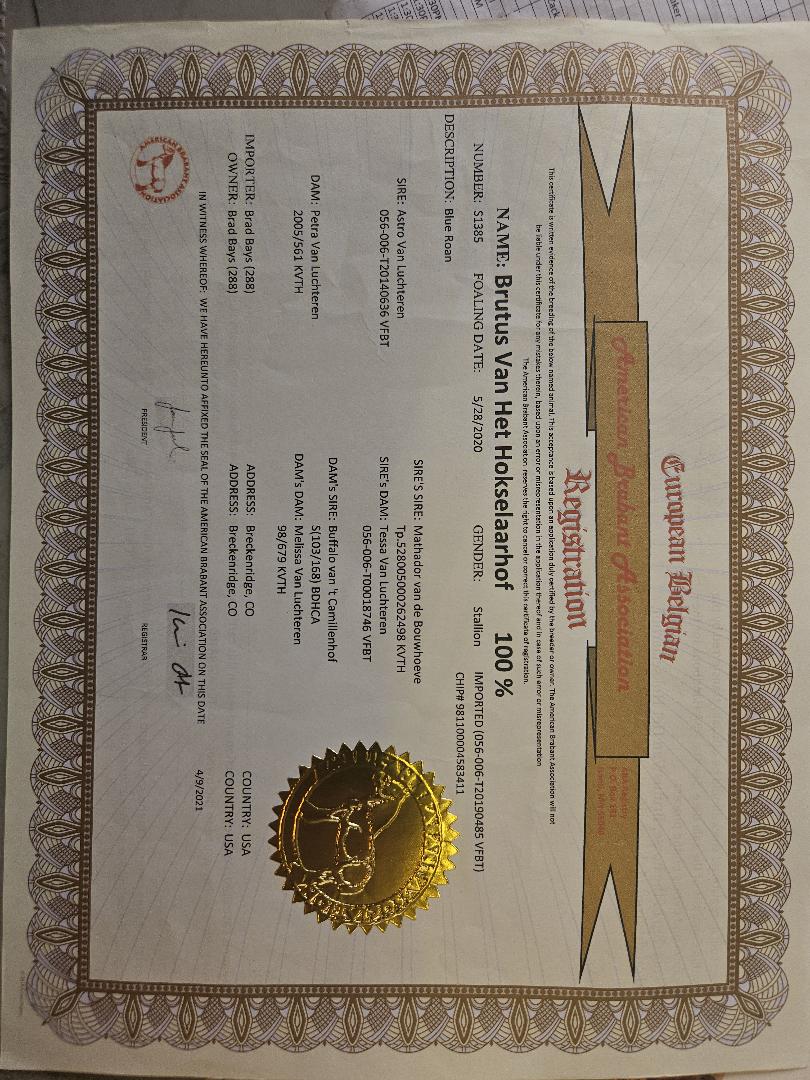 European Belgian
American Brabant Association
Registration
ABA Registry
This certificate is written evidence of the breeding of the below named animal. This acceptance is based upon an application duly certified by the breeder or owner. The American Brabant Association will not
be liable under this certificate for any mistakes therein, based upon an error or misrepresentation in the application thereof and in case of such error or misrepresentation
The American Brabant Association reserves the right to cancel or correct this certificate of registration.
NAME: Brutus Van Het Hokselaarhof 100 %
NUMBER: S1385 FOALING DATE: 5/28/2020 GENDER: Stallion IMPORTED (056-006-T20190485 VFBT)
CHIP# 981100004583411
DESCRIPTION: Blue Roan
SIRE'S SIRE: Mathador van de Bouwhoeve
Tp.528005000262498 KVTH
SIRE: Astro Van Luchteren
056-006-T20140636 VFBT
SIRE's DAM: Tessa Van Luchteren
056-006-T00018746 VFBT
DAM's SIRE: Buffalo van 't Camillenhof
S(103/168) BDHCA
DAM: Petra Van Luchteren
2005/561 KVTH
DAM's DAM: Melissa Van Luchteren
98/679 KVTH
IMPORTER: Brad Bays (288) ADDRESS: Breckenridge, CO COUNTRY: USA
OWNER: Brad Bays (288) ADDRESS: Breckenridge, CO COUNTRY: USA
IN WITNESS WHEREOF: WE HAVE HEREUNTO AFFIXED THE SEAL OF THE AMERICAN BRABANT ASSOCIATION ON THIS DATE 4/9/2021
PRESIDENT REGISTRAR
AMERICAN BRABANT ASSOCIATION